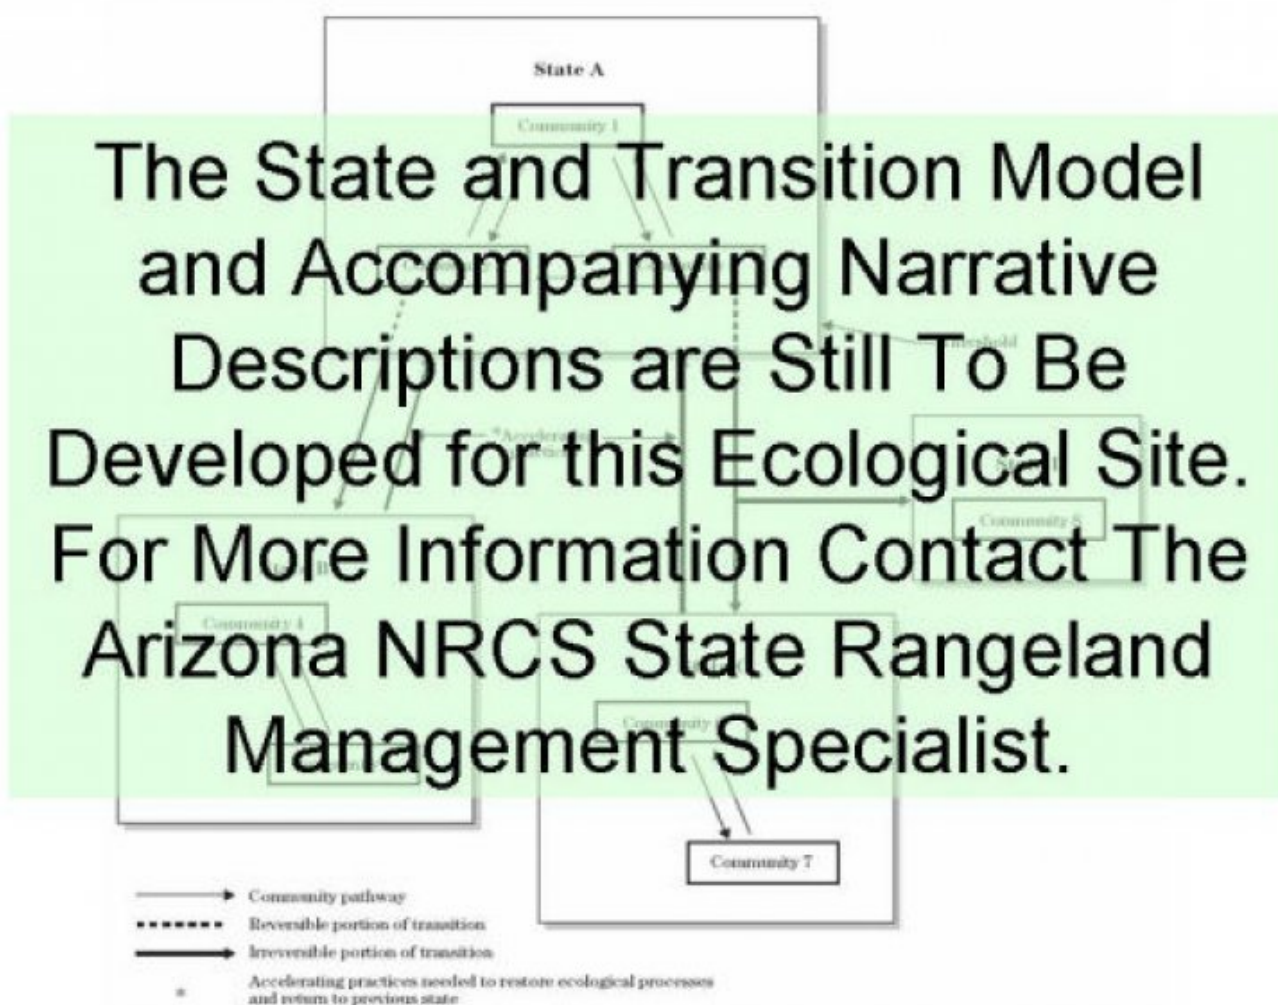 State A
Community 1
The State and Transition Model
and Accompanying Narrative
Descriptions are Still To Be
Developed for this Ecological Site.
For More Information Contact The
Arizona NRCS State Rangeland
Management Specialist.
Community 4
Community 7
Community pathway
Reversible portion of transition
Irreversible portion of transition
* Accelerating practices needed to restore ecological processes
and return to previous state